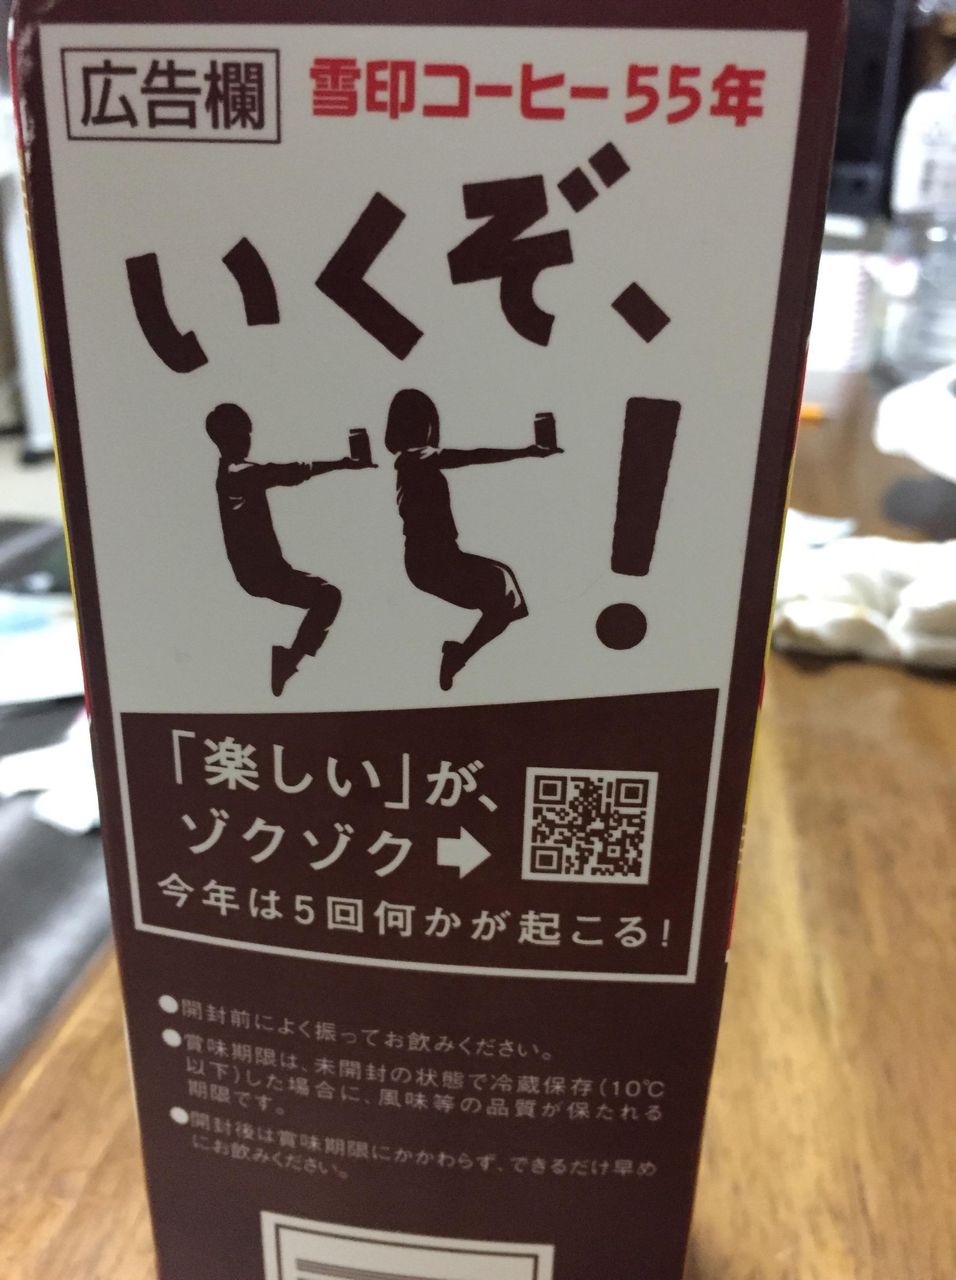 広告欄
雪印コーヒー55年
いくぞ、
!
「楽しい」が、
ゾクゾク➡
今年は5回何かが起こる!
●開封前によく振ってお飲みください。
●賞味期限は、未開封の状態で冷蔵保存(10℃
以下)した場合に、風味等の品質が保たれる
期限です。
●開封後は賞味期限にかかわらず、できるだけ早め
にお飲みください。